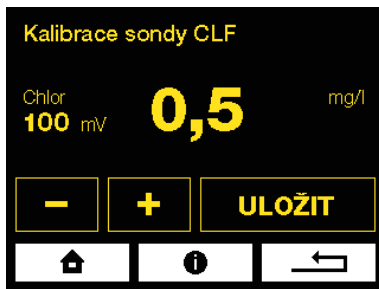 Kalibrace sondy CLF
Chlor
100 mV
0,5
mg/l
− + ULOŽIT